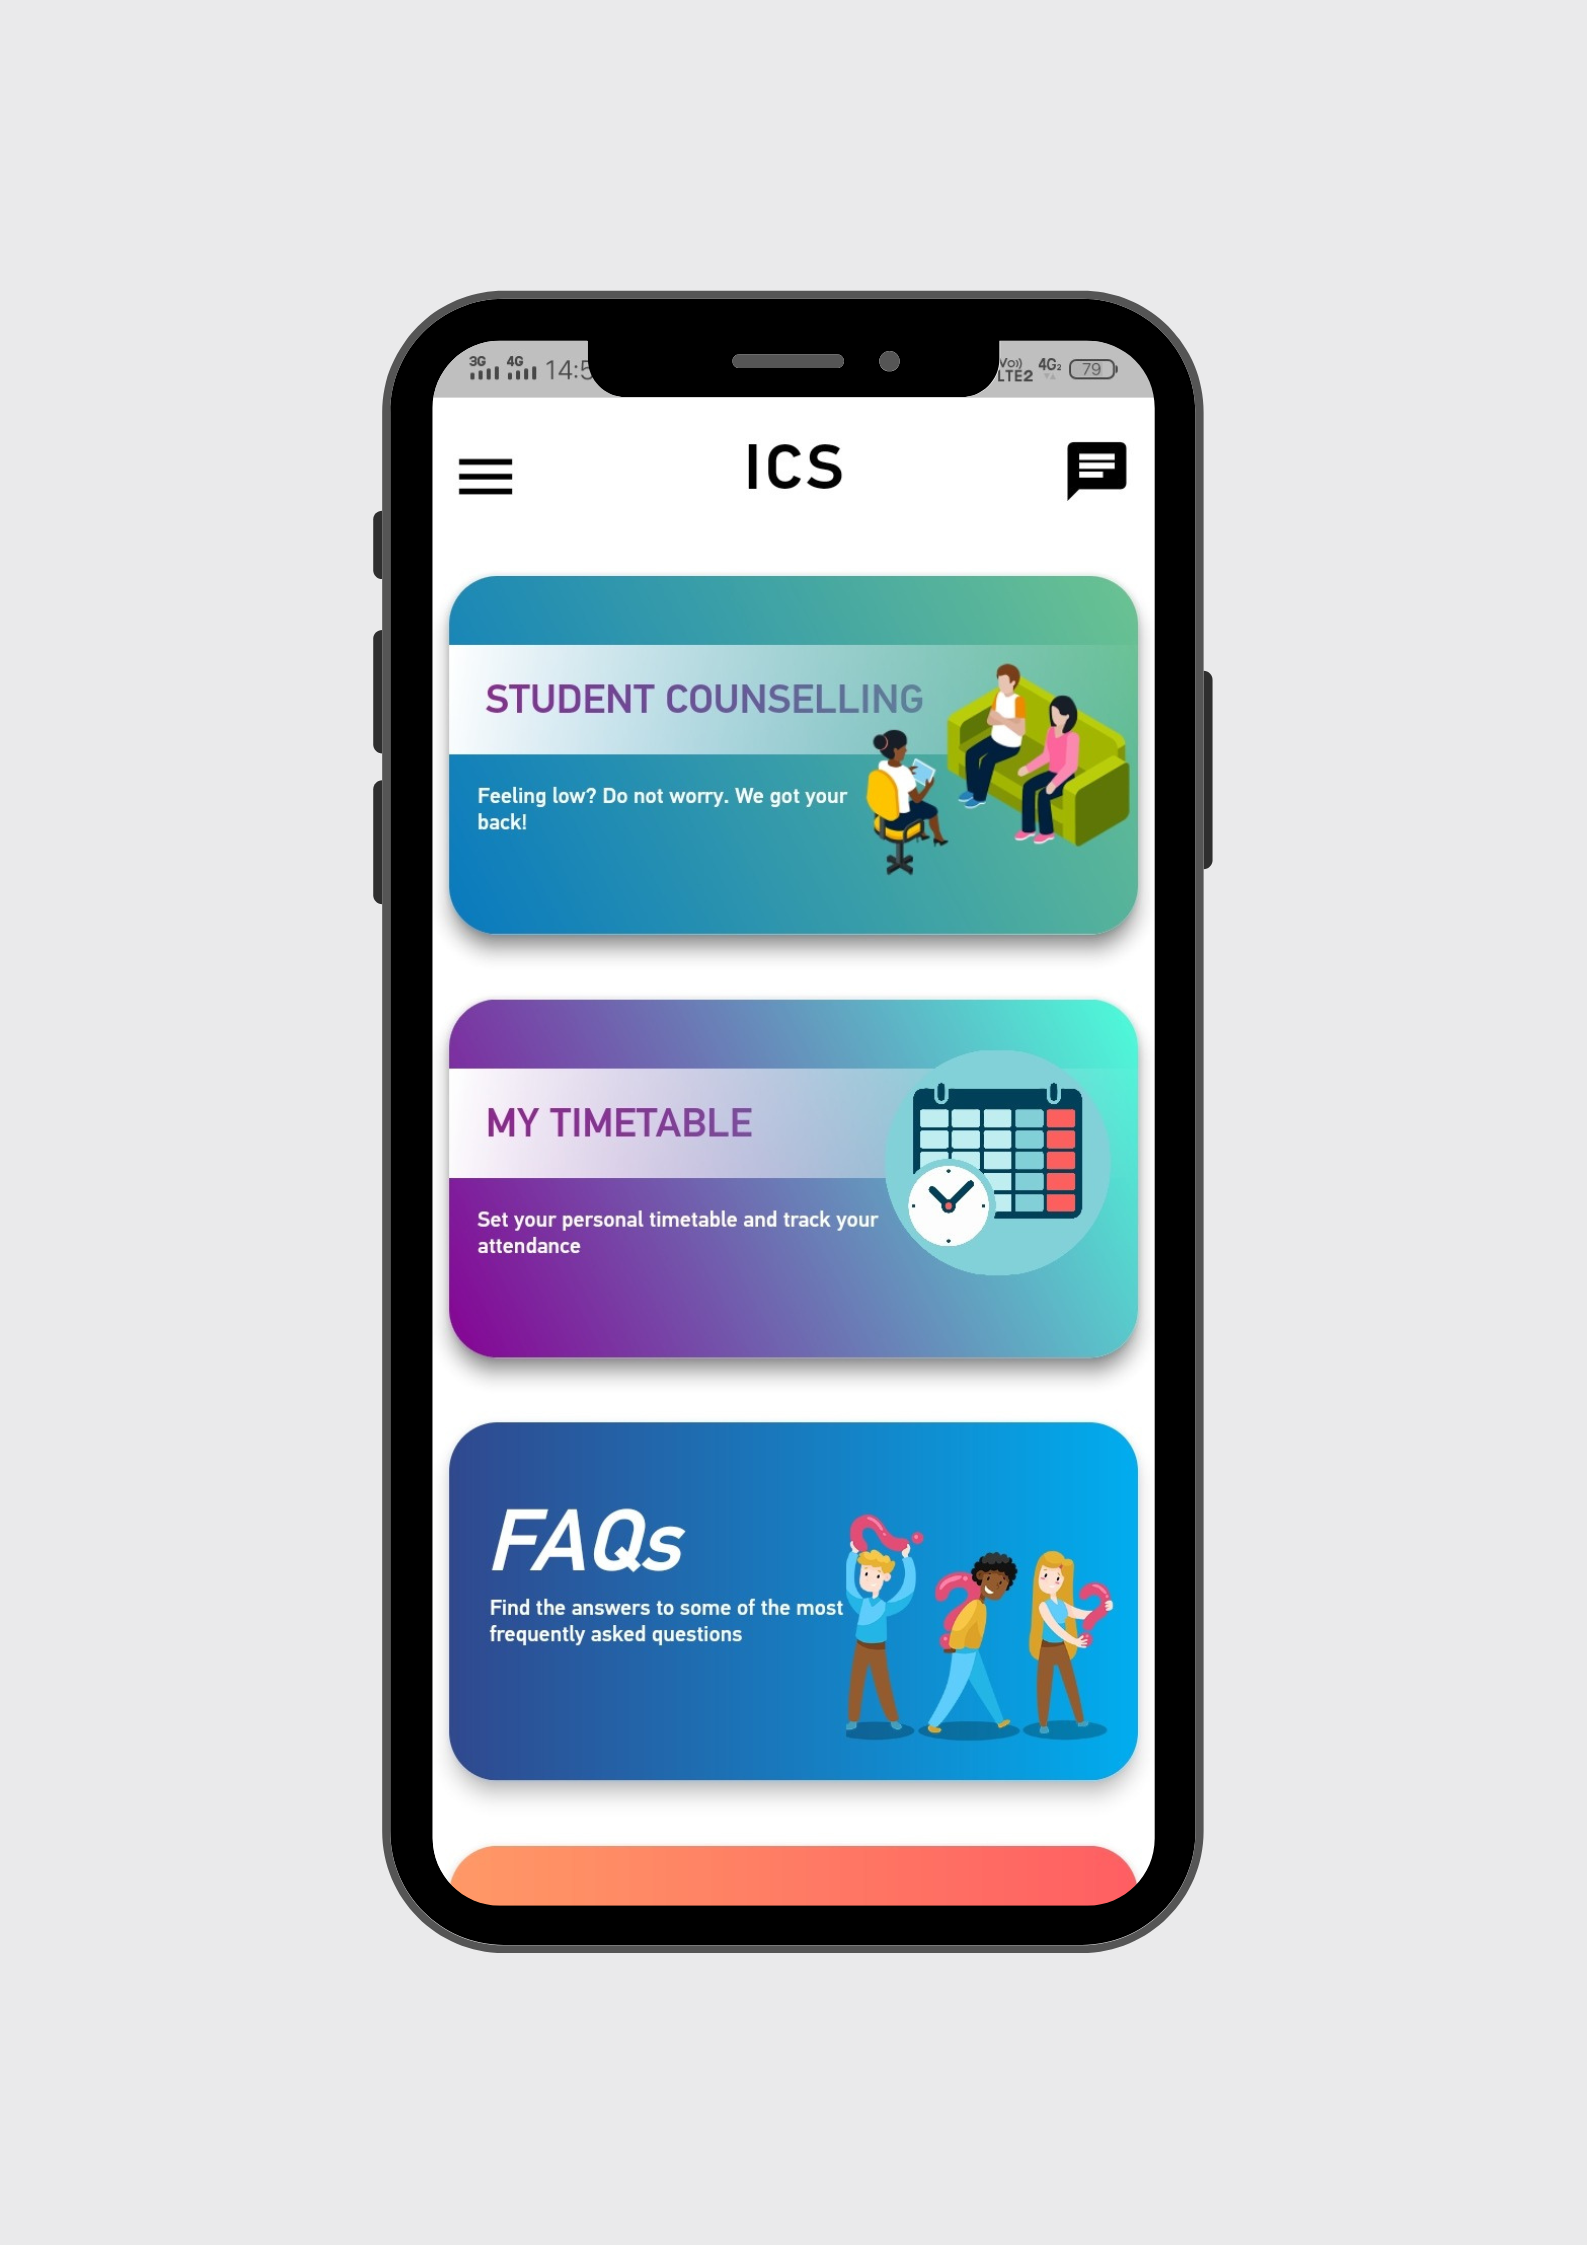 3G 4G 14:5
Vo)) LTE2 4G2 79
ICS
STUDENT COUNSELLING
Feeling low? Do not worry. We got your
back!
MY TIMETABLE
Set your personal timetable and track your
attendance
FAQs
Find the answers to some of the most
frequently asked questions